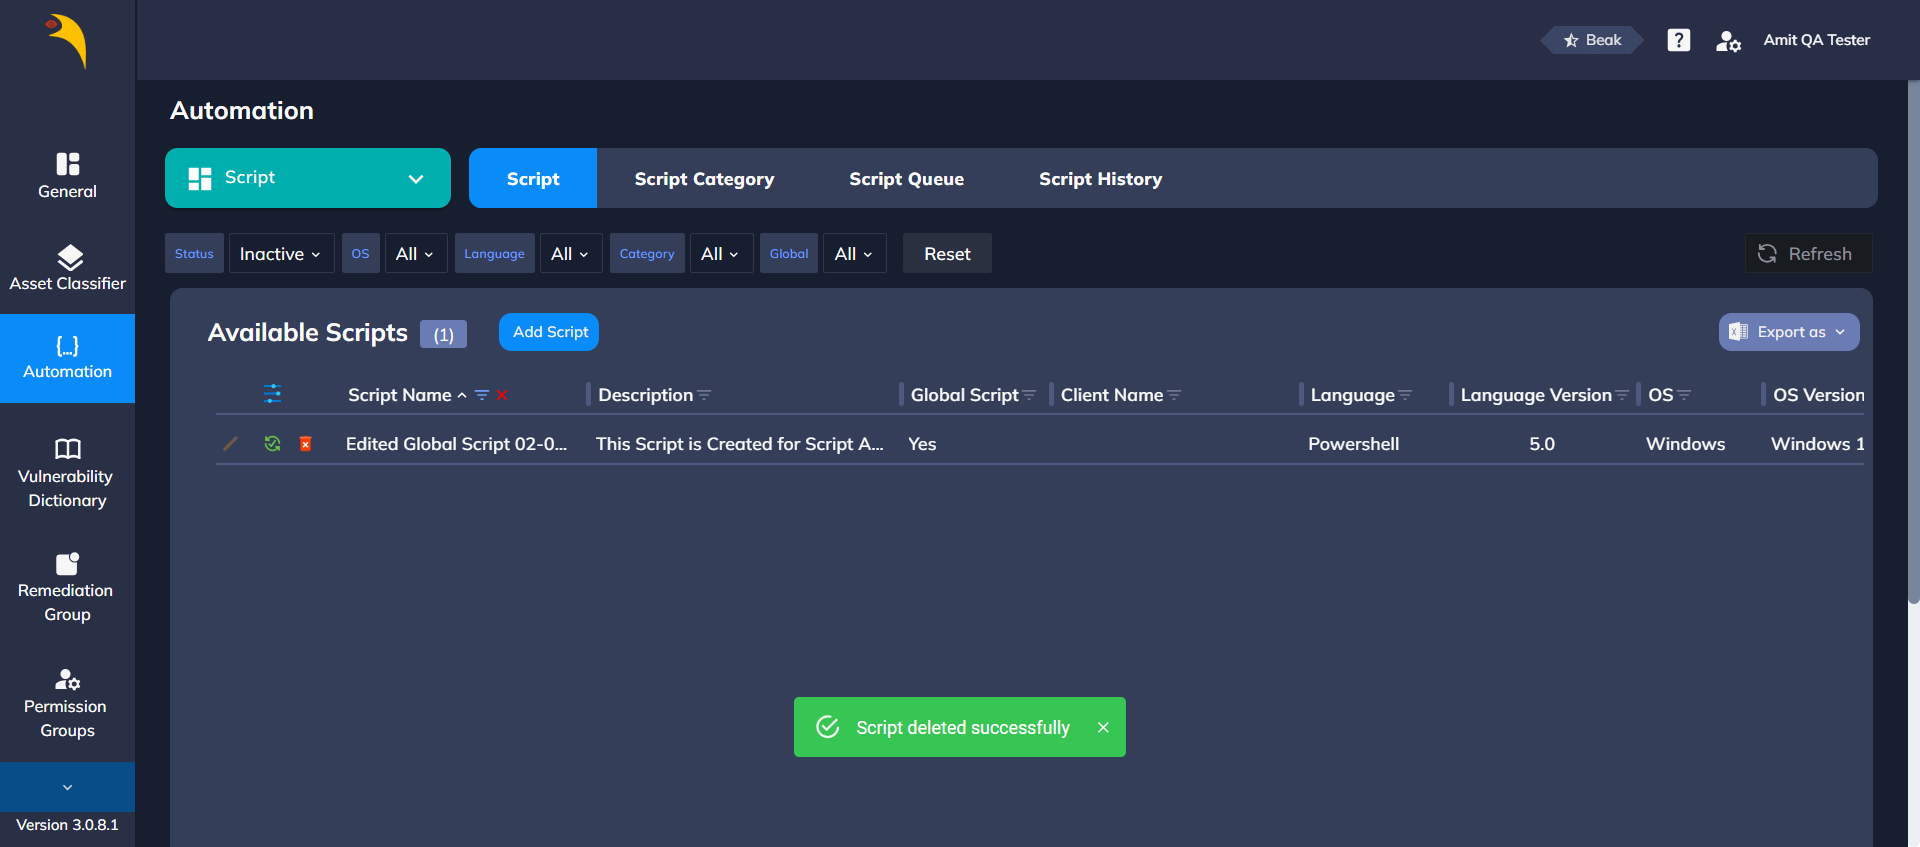 Beak
?
Amit QA Tester
Automation
Script
Script
Script Category
Script Queue
Script History
Status
Inactive
OS
All
Language
All
Category
All
Global
All
Reset
Refresh
Available Scripts
(1)
Add Script
Export as
Script Name
Description
Global Script
Client Name
Language
Language Version
OS
OS Version
Edited Global Script 02-0...
This Script is Created for Script A...
Yes
Powershell
5.0
Windows
Windows 1
Script deleted successfully
General
Asset Classifier
{...}
Automation
Vulnerability
Dictionary
Remediation
Group
Permission
Groups
Version 3.0.8.1